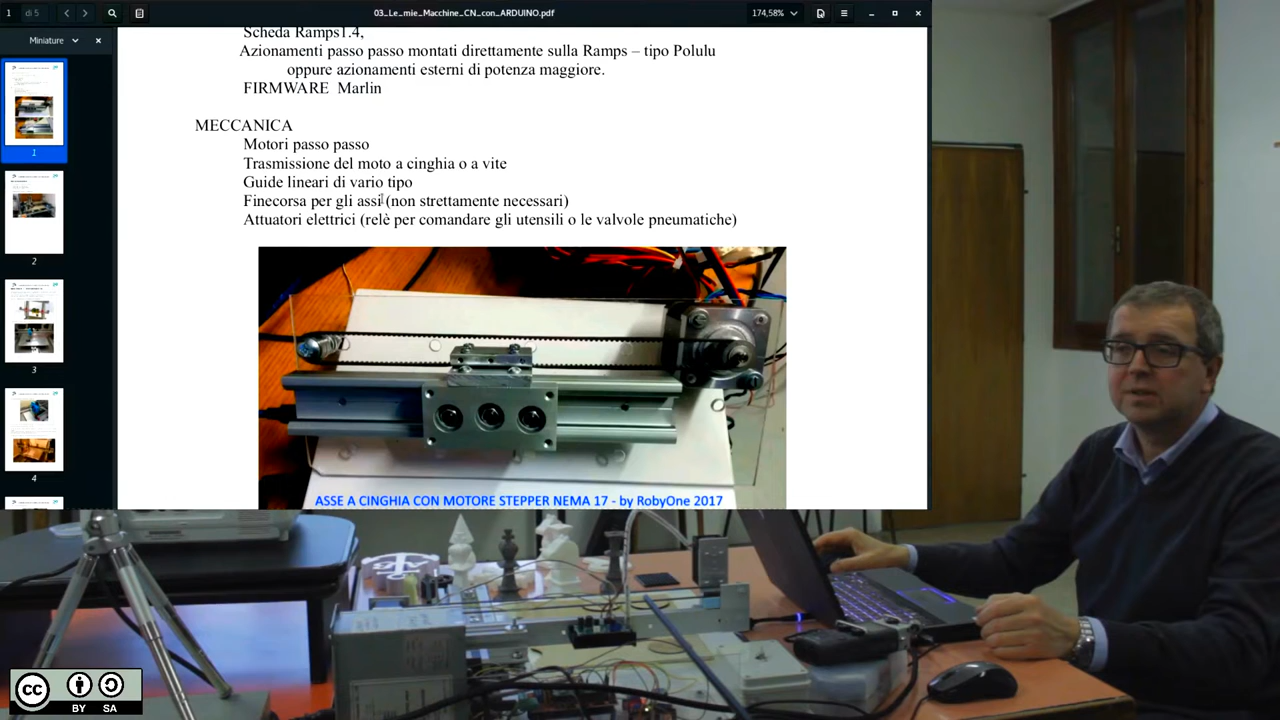 1
di 5
03_Le_mie_Macchine_CN_con_ARDUINO.pdf
174,58%
Miniature
1
2
3
4
Scheda Ramps1.4,
Azionamenti passo passo montati direttamente sulla Ramps – tipo Polulu
oppure azionamenti esterni di potenza maggiore.
FIRMWARE Marlin
MECCANICA
Motori passo passo
Trasmissione del moto a cinghia o a vite
Guide lineari di vario tipo
Finecorsa per gli assi (non strettamente necessari)
Attuatori elettrici (relè per comandare gli utensili o le valvole pneumatiche)
ASSE A CINGHIA CON MOTORE STEPPER NEMA 17 - by RobyOne 2017
cc
BY SA